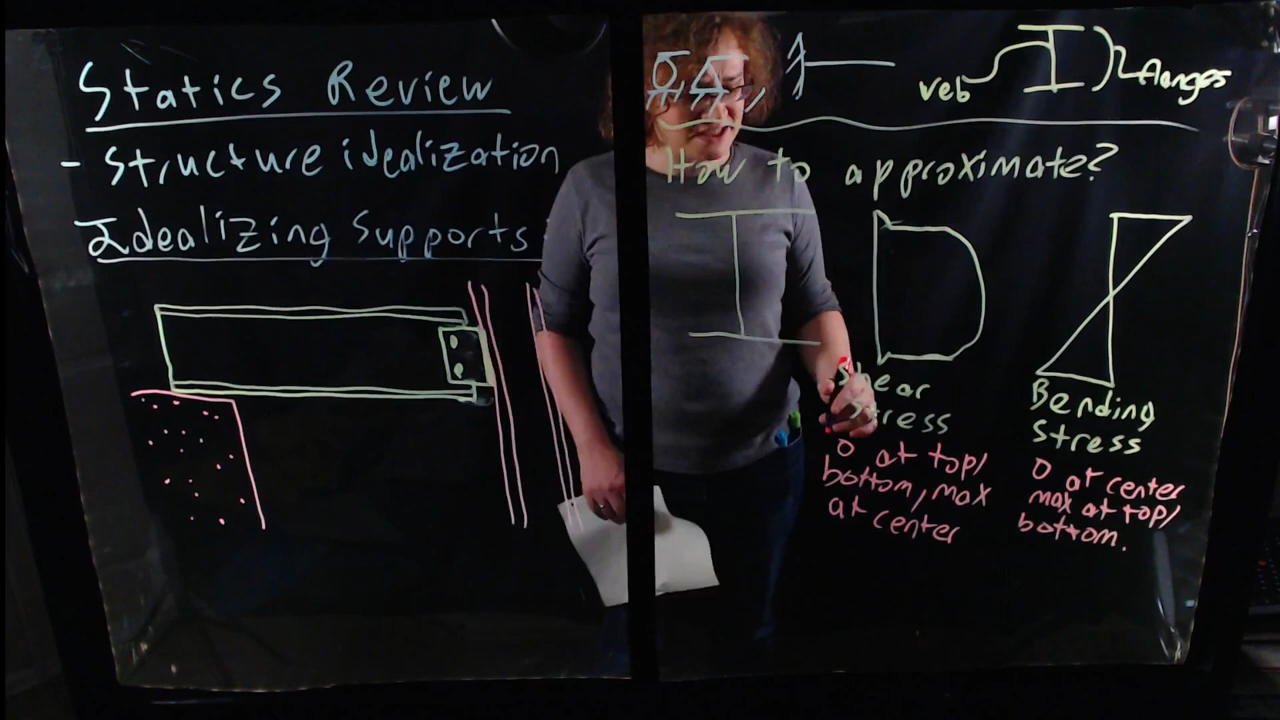 Statics Review
- Structure idealization
Idealizing Supports
web
flanges
How to approximate?
Shear
Stress
0 at top/
bottom, max
at center
Bending
Stress
0 at center
max at top/
bottom.